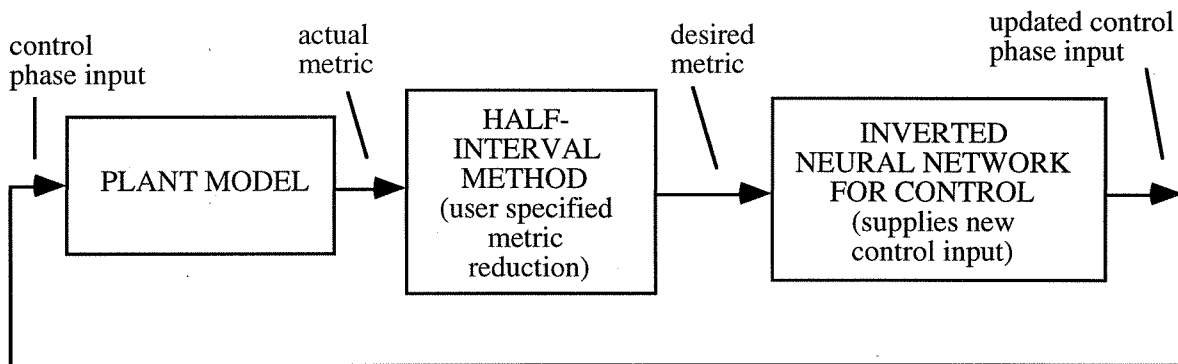 control
phase input
actual
metric
desired
metric
updated control
phase input
PLANT MODEL
HALF-
INTERVAL
METHOD
(user specified
metric
reduction)
INVERTED
NEURAL NETWORK
FOR CONTROL
(supplies new
control input)